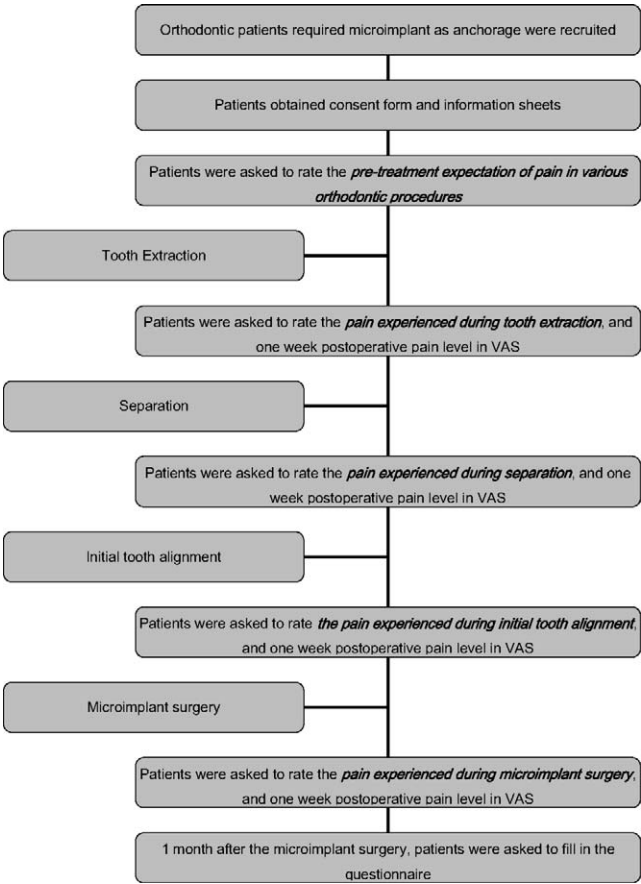 Orthodontic patients required microimplant as anchorage were recruited
Patients obtained consent form and information sheets
Patients were asked to rate the pre-treatment expectation of pain in various
orthodontic procedures
Tooth Extraction
Patients were asked to rate the pain experienced during tooth extraction, and
one week postoperative pain level in VAS
Separation
Patients were asked to rate the pain experienced during separation, and one
week postoperative pain level in VAS
Initial tooth alignment
Patients were asked to rate the pain experienced during initial tooth alignment,
and one week postoperative pain level in VAS
Microimplant surgery
Patients were asked to rate the pain experienced during microimplant surgery,
and one week postoperative pain level in VAS
1 month after the microimplant surgery, patients were asked to fill in the
questionnaire